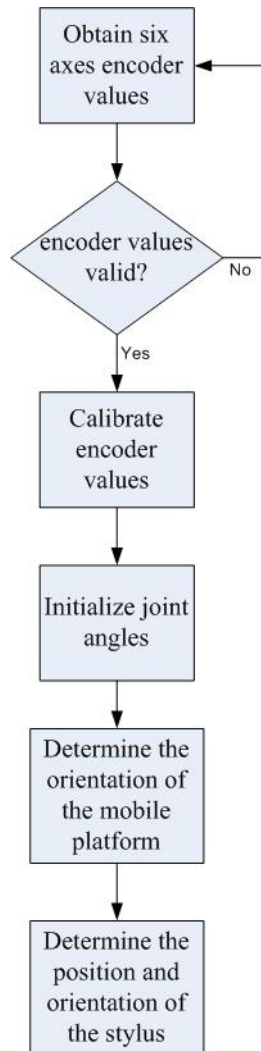 Obtain six
axes encoder
values
encoder values
valid?
No
Yes
Calibrate
encoder
values
Initialize joint
angles
Determine the
orientation of
the mobile
platform
Determine the
position and
orientation of
the stylus